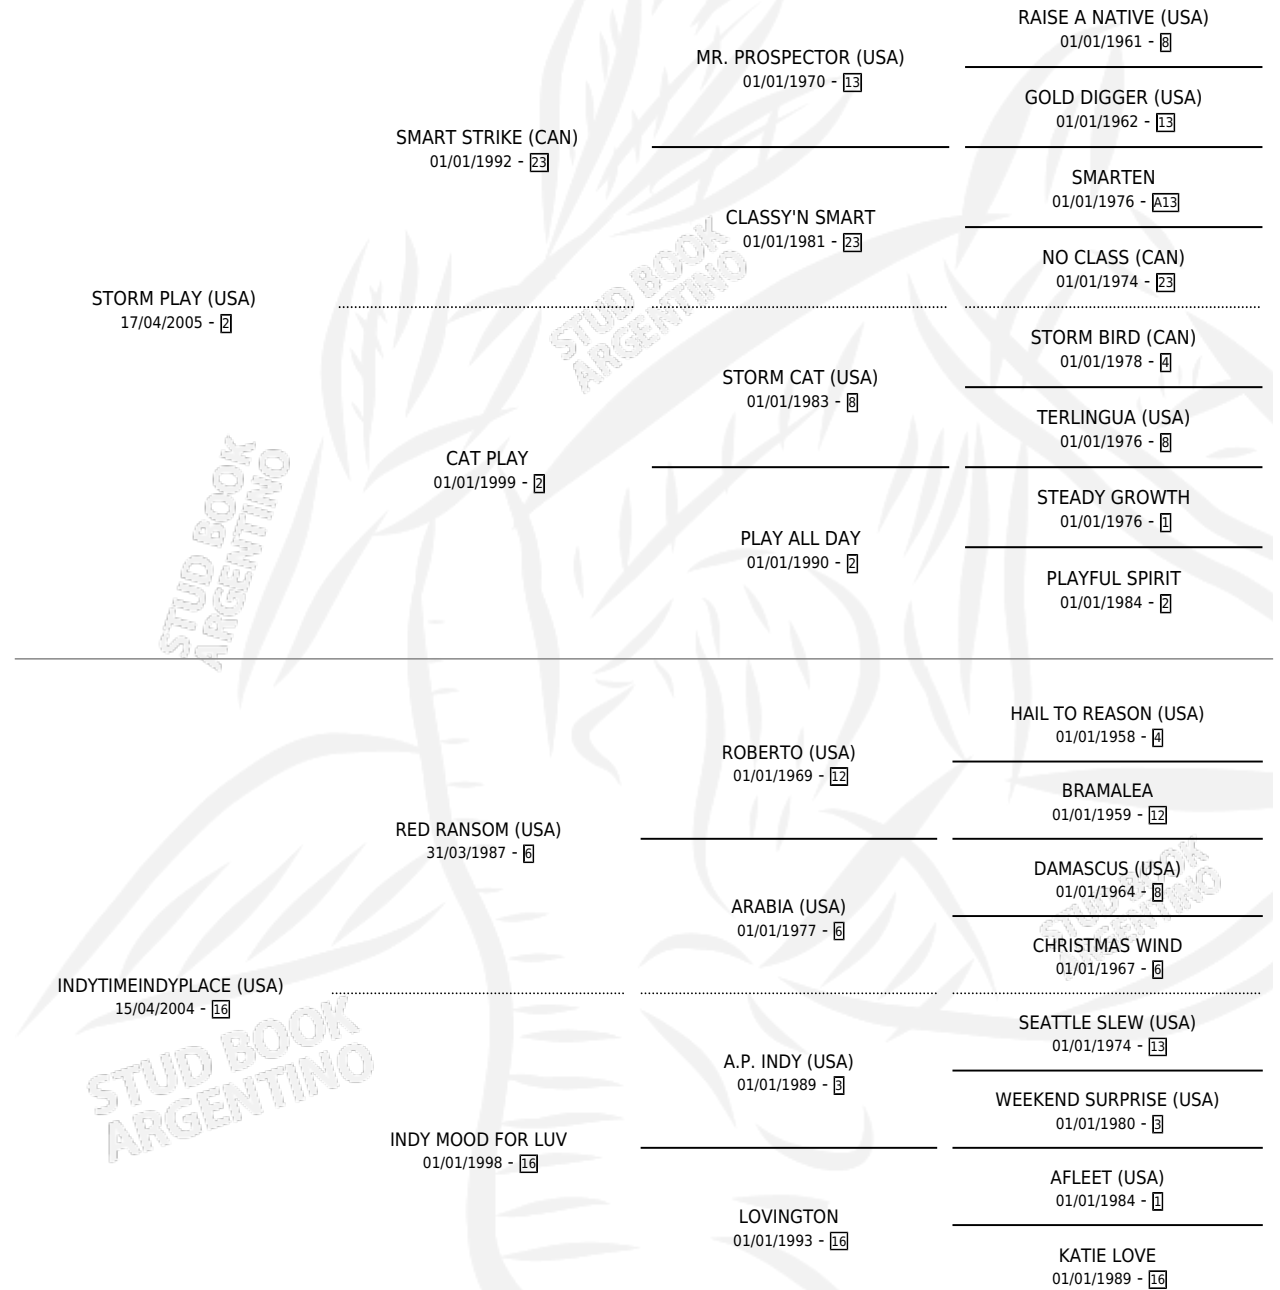 RAISE A NATIVE (USA)
01/01/1961 - 8
MR. PROSPECTOR (USA)
01/01/1970 - 13
GOLD DIGGER (USA)
01/01/1962 - 13
SMART STRIKE (CAN)
01/01/1992 - 23
SMARTEN
01/01/1976 - A13
CLASSY'N SMART
01/01/1981 - 23
NO CLASS (CAN)
01/01/1974 - 23
STORM PLAY (USA)
17/04/2005 - 2
STUD BOOK
ARGENTINO
STORM BIRD (CAN)
01/01/1978 - 4
STORM CAT (USA)
01/01/1983 - 8
TERLINGUA (USA)
01/01/1976 - 8
CAT PLAY
01/01/1999 - 2
STEADY GROWTH
01/01/1976 - 1
PLAY ALL DAY
01/01/1990 - 2
PLAYFUL SPIRIT
01/01/1984 - 2
STUD BOOK
ARGENTINO
HAIL TO REASON (USA)
01/01/1958 - 4
ROBERTO (USA)
01/01/1969 - 12
BRAMALEA
01/01/1959 - 12
RED RANSOM (USA)
31/03/1987 - 6
DAMASCUS (USA)
01/01/1964 - 8
ARABIA (USA)
01/01/1977 - 6
CHRISTMAS WIND
01/01/1967 - 6
STUD BOOK
ARGENTINO
INDYTIMEINDYPLACE (USA)
15/04/2004 - 16
SEATTLE SLEW (USA)
01/01/1974 - 13
A.P. INDY (USA)
01/01/1989 - 3
WEEKEND SURPRISE (USA)
01/01/1980 - 3
STUD BOOK
ARGENTINO
INDY MOOD FOR LUV
01/01/1998 - 16
AFLEET (USA)
01/01/1984 - 1
LOVINGTON
01/01/1993 - 16
KATIE LOVE
01/01/1989 - 16